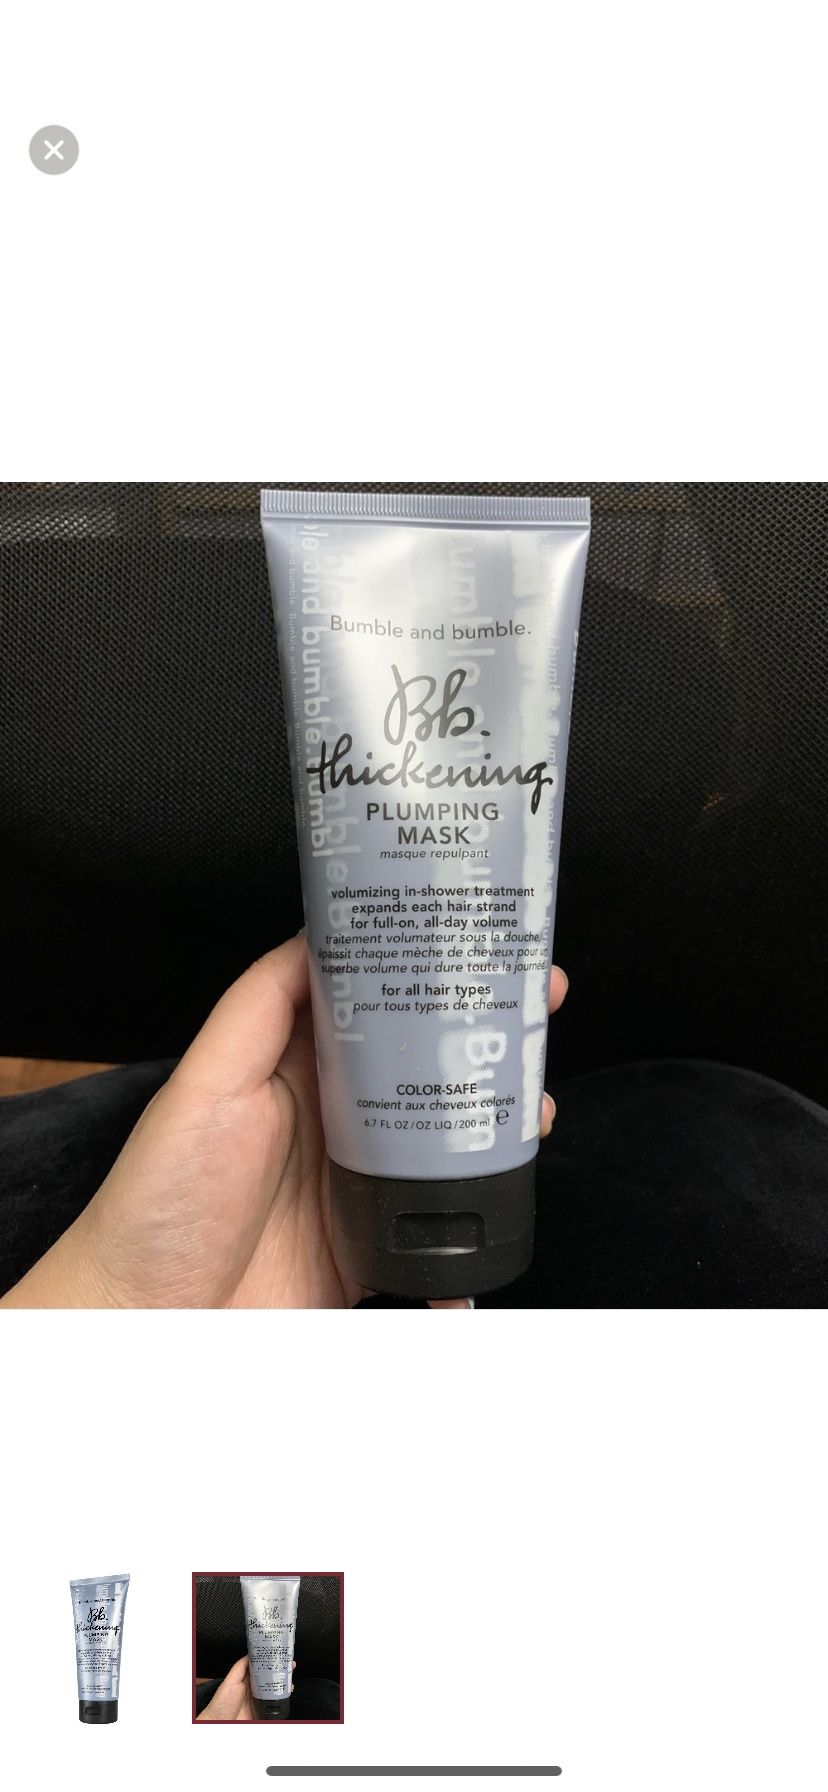 Bumble and bumble.
Bb.
thickening
PLUMPING
MASK
masque repulpant
volumizing in-shower treatment
expands each hair strand
for full-on, all-day volume
traitement volumateur sous la douche,
épaissit chaque mèche de cheveux pour un
superbe volume qui dure toute la journée.
for all hair types
pour tous types de cheveux
COLOR-SAFE
convient aux cheveux colorés
6.7 FL OZ/OZ LIQ/200 ml e